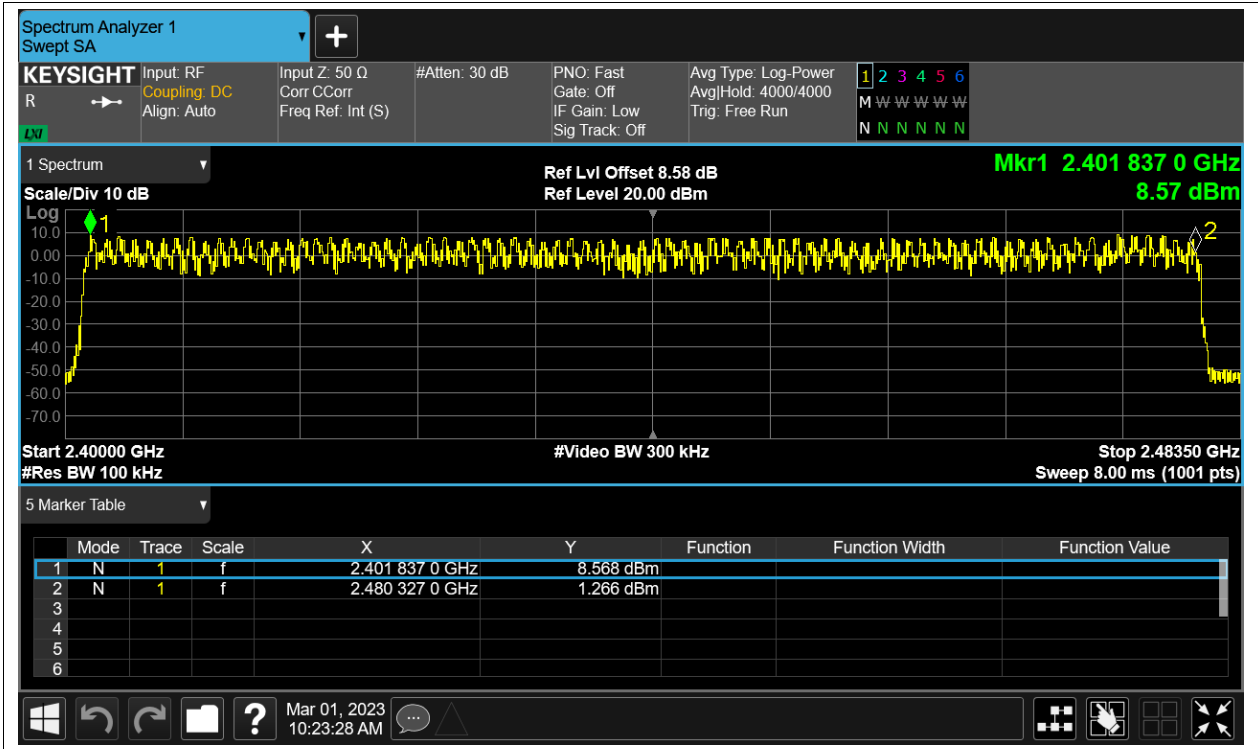 Spectrum Analyzer 1
Swept SA
+
KEYSIGHT
R
LXI
Input: RF
Coupling: DC
Align: Auto
Input Z: 50 Ω
Corr CCorr
Freq Ref: Int (S)
#Atten: 30 dB
PNO: Fast
Gate: Off
IF Gain: Low
Sig Track: Off
Avg Type: Log-Power
Avg|Hold: 4000/4000
Trig: Free Run
1 2 3 4 5 6
M W W W W W
N N N N N N
1 Spectrum
Scale/Div 10 dB
Ref Lvl Offset 8.58 dB
Ref Level 20.00 dBm
Mkr1 2.401 837 0 GHz
8.57 dBm
Log
10.0
0.00
-10.0
-20.0
-30.0
-40.0
-50.0
-60.0
-70.0
1
2
Start 2.40000 GHz
#Res BW 100 kHz
#Video BW 300 kHz
Stop 2.48350 GHz
Sweep 8.00 ms (1001 pts)
5 Marker Table
Mode Trace Scale X Y Function Function Width Function Value
1 N 1 f 2.401 837 0 GHz 8.568 dBm
2 N 1 f 2.480 327 0 GHz 1.266 dBm
3
4
5
6
?
Mar 01, 2023
10:23:28 AM